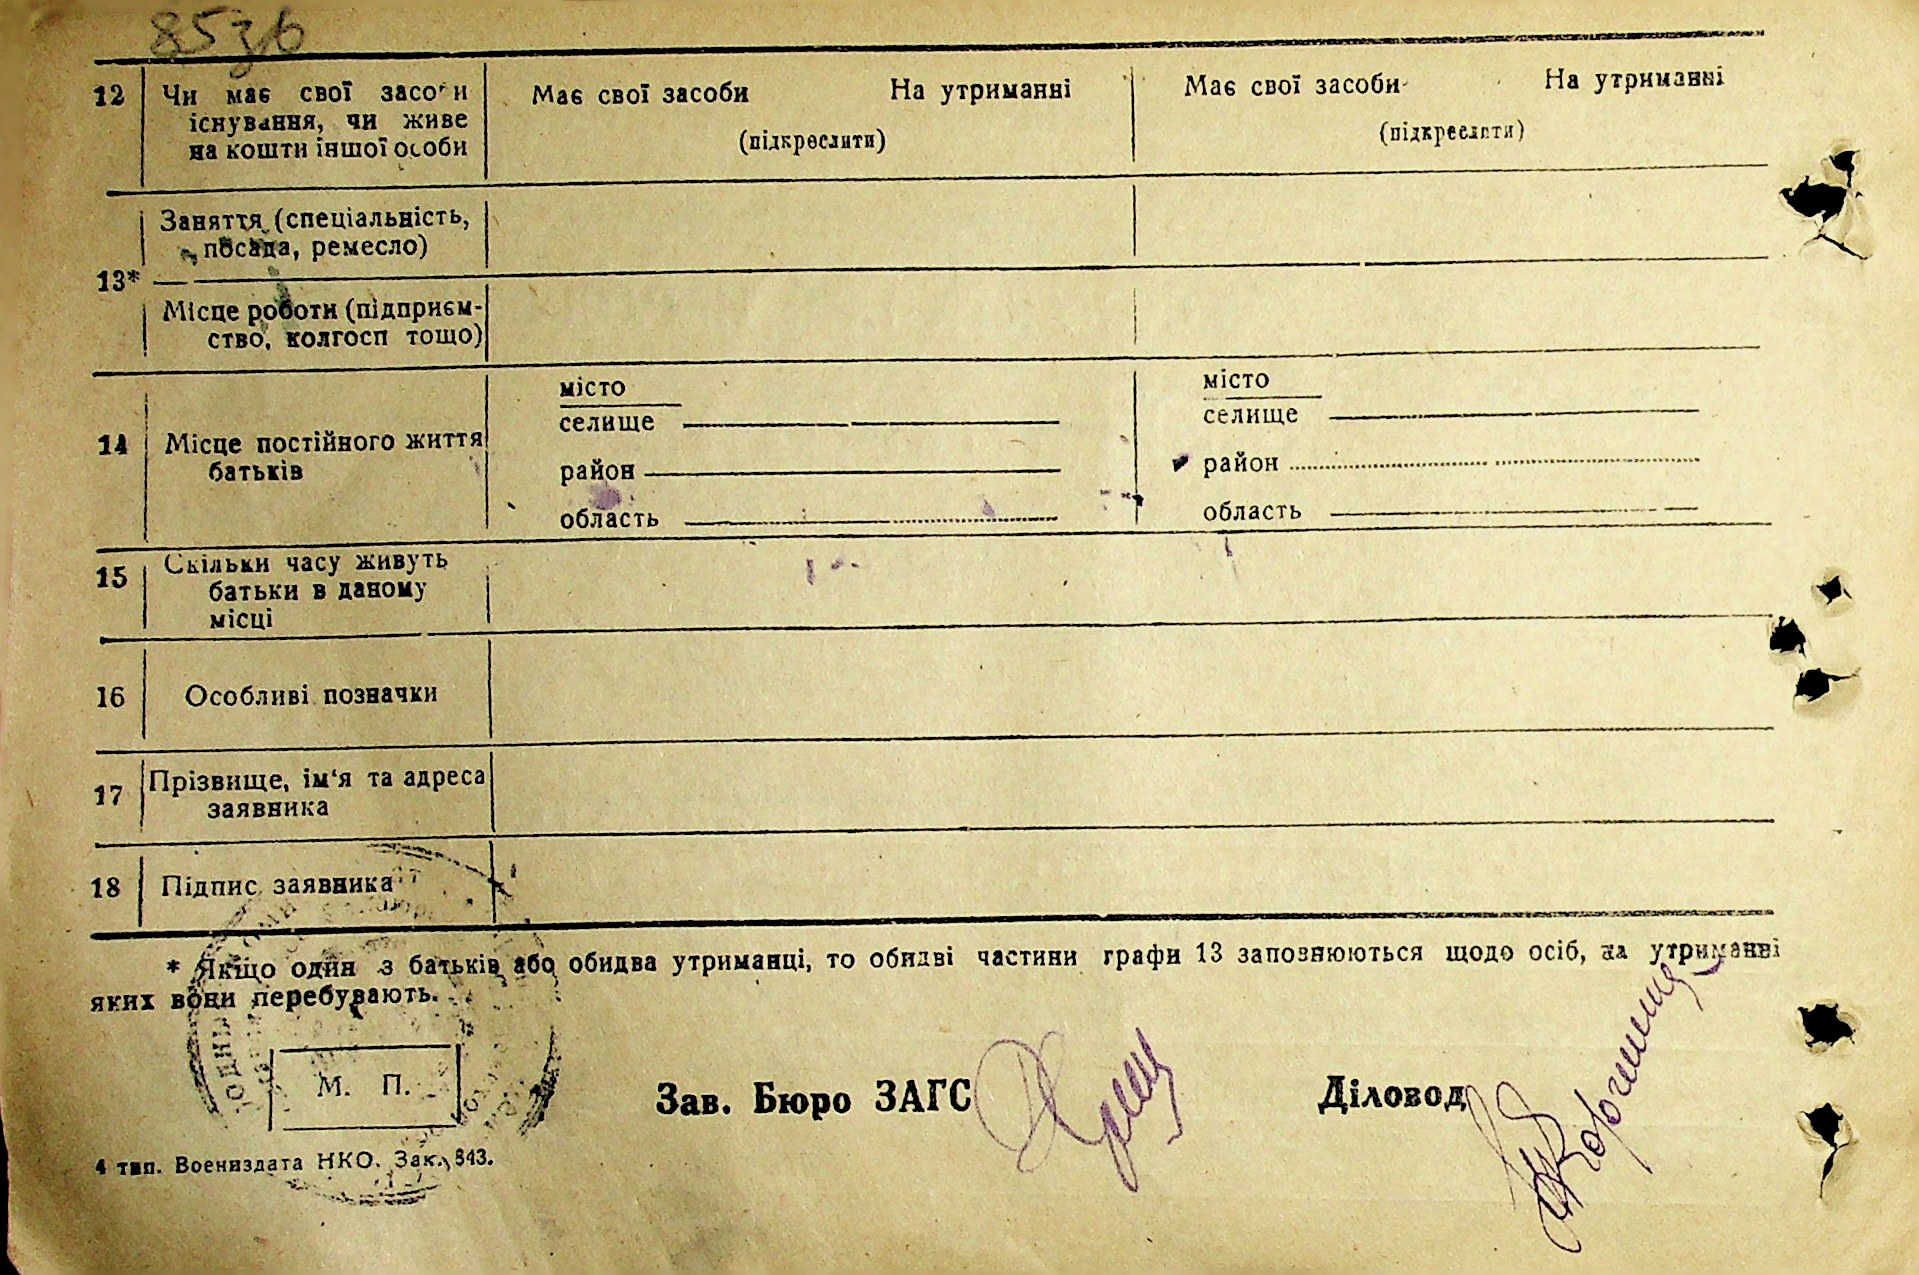 85зв
12 Чи має свої засоби Має свої засоби На утриманні Має свої засоби На утриманні
існування, чи живе (підкреслити) (підкреслити)
на кошти іншої особи
13* Заняття (спеціальність,
посада, ремесло)
Місце роботи (підприєм-
ство, колгосп тощо)
14 Місце постійного життя
батьків
місто
селище
район
область
місто
селище
район
область
15 Скільки часу живуть
батьки в даному
місці
16 Особливі позначки
17 Прізвище, ім‘я та адреса
заявника
18 Підпис заявника
* Якщо один з батьків або обидва утриманці, то обидві частини графи 13 заповнюються щодо осіб, на утриманні
яких вони перебувають.
М. П.
Зав. Бюро ЗАГС Діловод
4 тип. Воениздата НКО. Зак. 843.